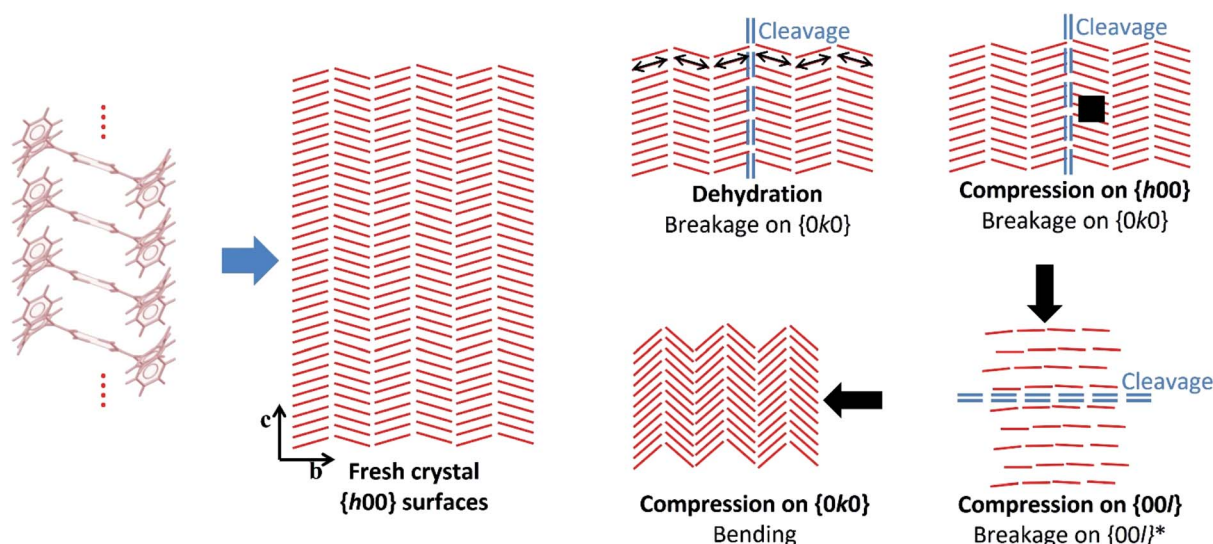 Cleavage
Dehydration
Breakage on {0k0}
Cleavage
Compression on {h00}
Breakage on {0k0}
c
b
Fresh crystal
{h00} surfaces
Compression on {0k0}
Bending
Cleavage
Compression on {00l}
Breakage on {00l}*